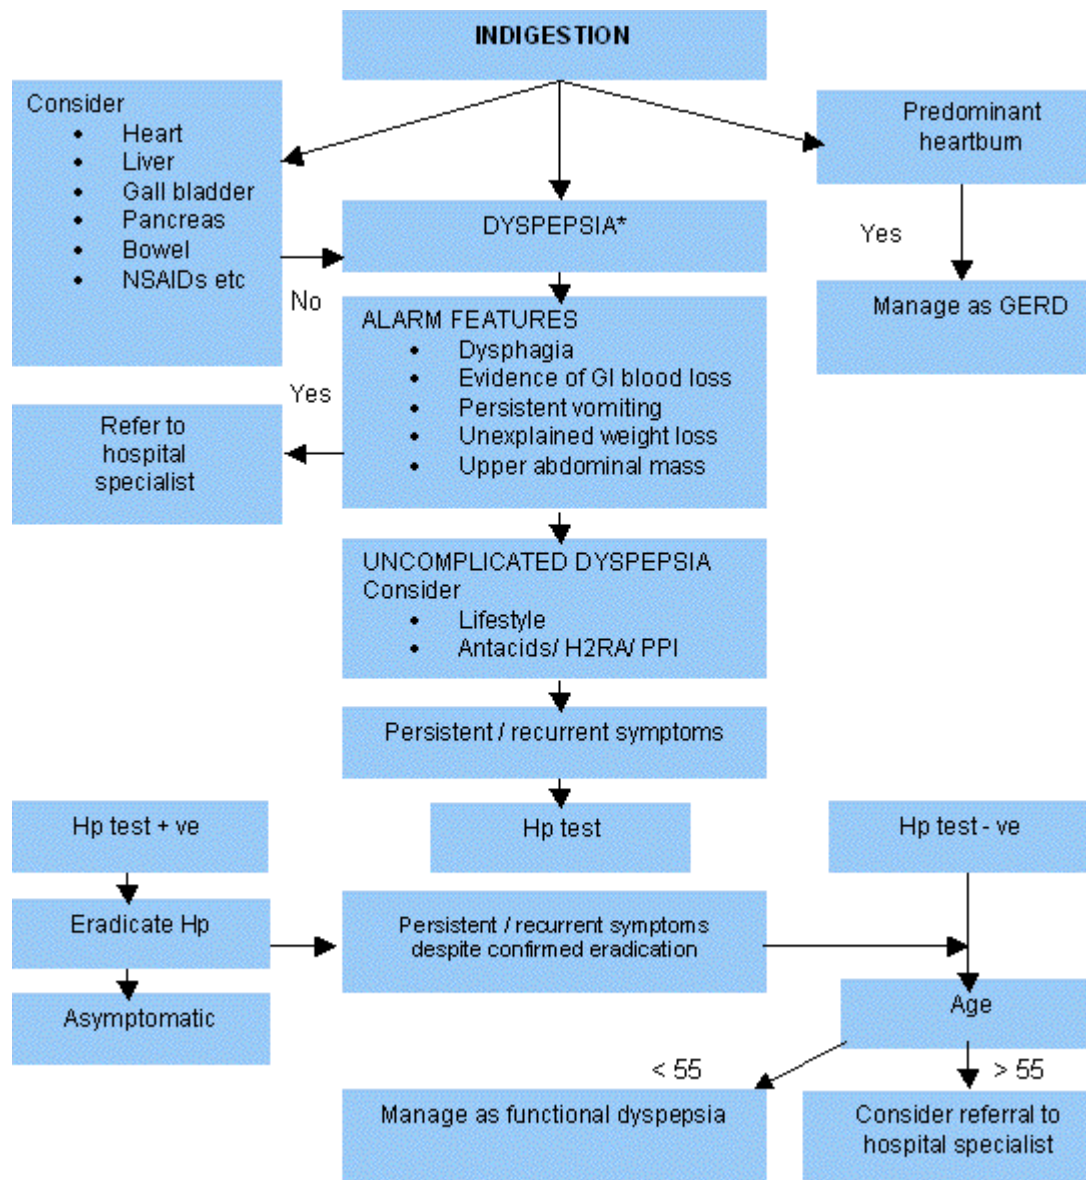 INDIGESTION
Consider
• Heart
• Liver
• Gall bladder
• Pancreas
• Bowel
• NSAIDs etc
Predominant
heartburn
DYSPEPSIA*
Yes
No
Manage as GERD
ALARM FEATURES
• Dysphagia
• Evidence of GI blood loss
• Persistent vomiting
• Unexplained weight loss
• Upper abdominal mass
Yes
Refer to
hospital
specialist
UNCOMPLICATED DYSPEPSIA
Consider
• Lifestyle
• Antacids/ H2RA/ PPI
Persistent / recurrent symptoms
Hp test + ve
Hp test
Hp test - ve
Eradicate Hp
Persistent / recurrent symptoms
despite confirmed eradication
Asymptomatic
Age
< 55
> 55
Manage as functional dyspepsia
Consider referral to
hospital specialist